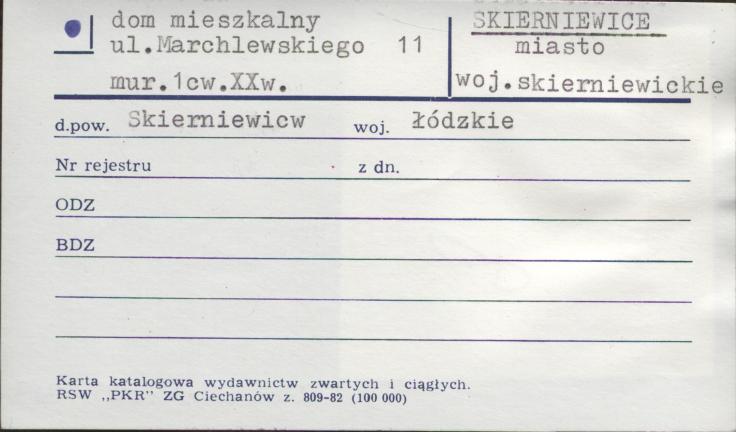 dom mieszkalny
ul.Marchlewskiego 11
mur.1cw.XXw.
SKIERNIEWICE
miasto
woj.skierniewickie
d.pow. Skierniewicw woj. łódzkie
Nr rejestru z dn.
ODZ
BDZ
Karta katalogowa wydawnictw zwartych i ciągłych.
RSW „PKR" ZG Ciechanów z. 809-82 (100 000)